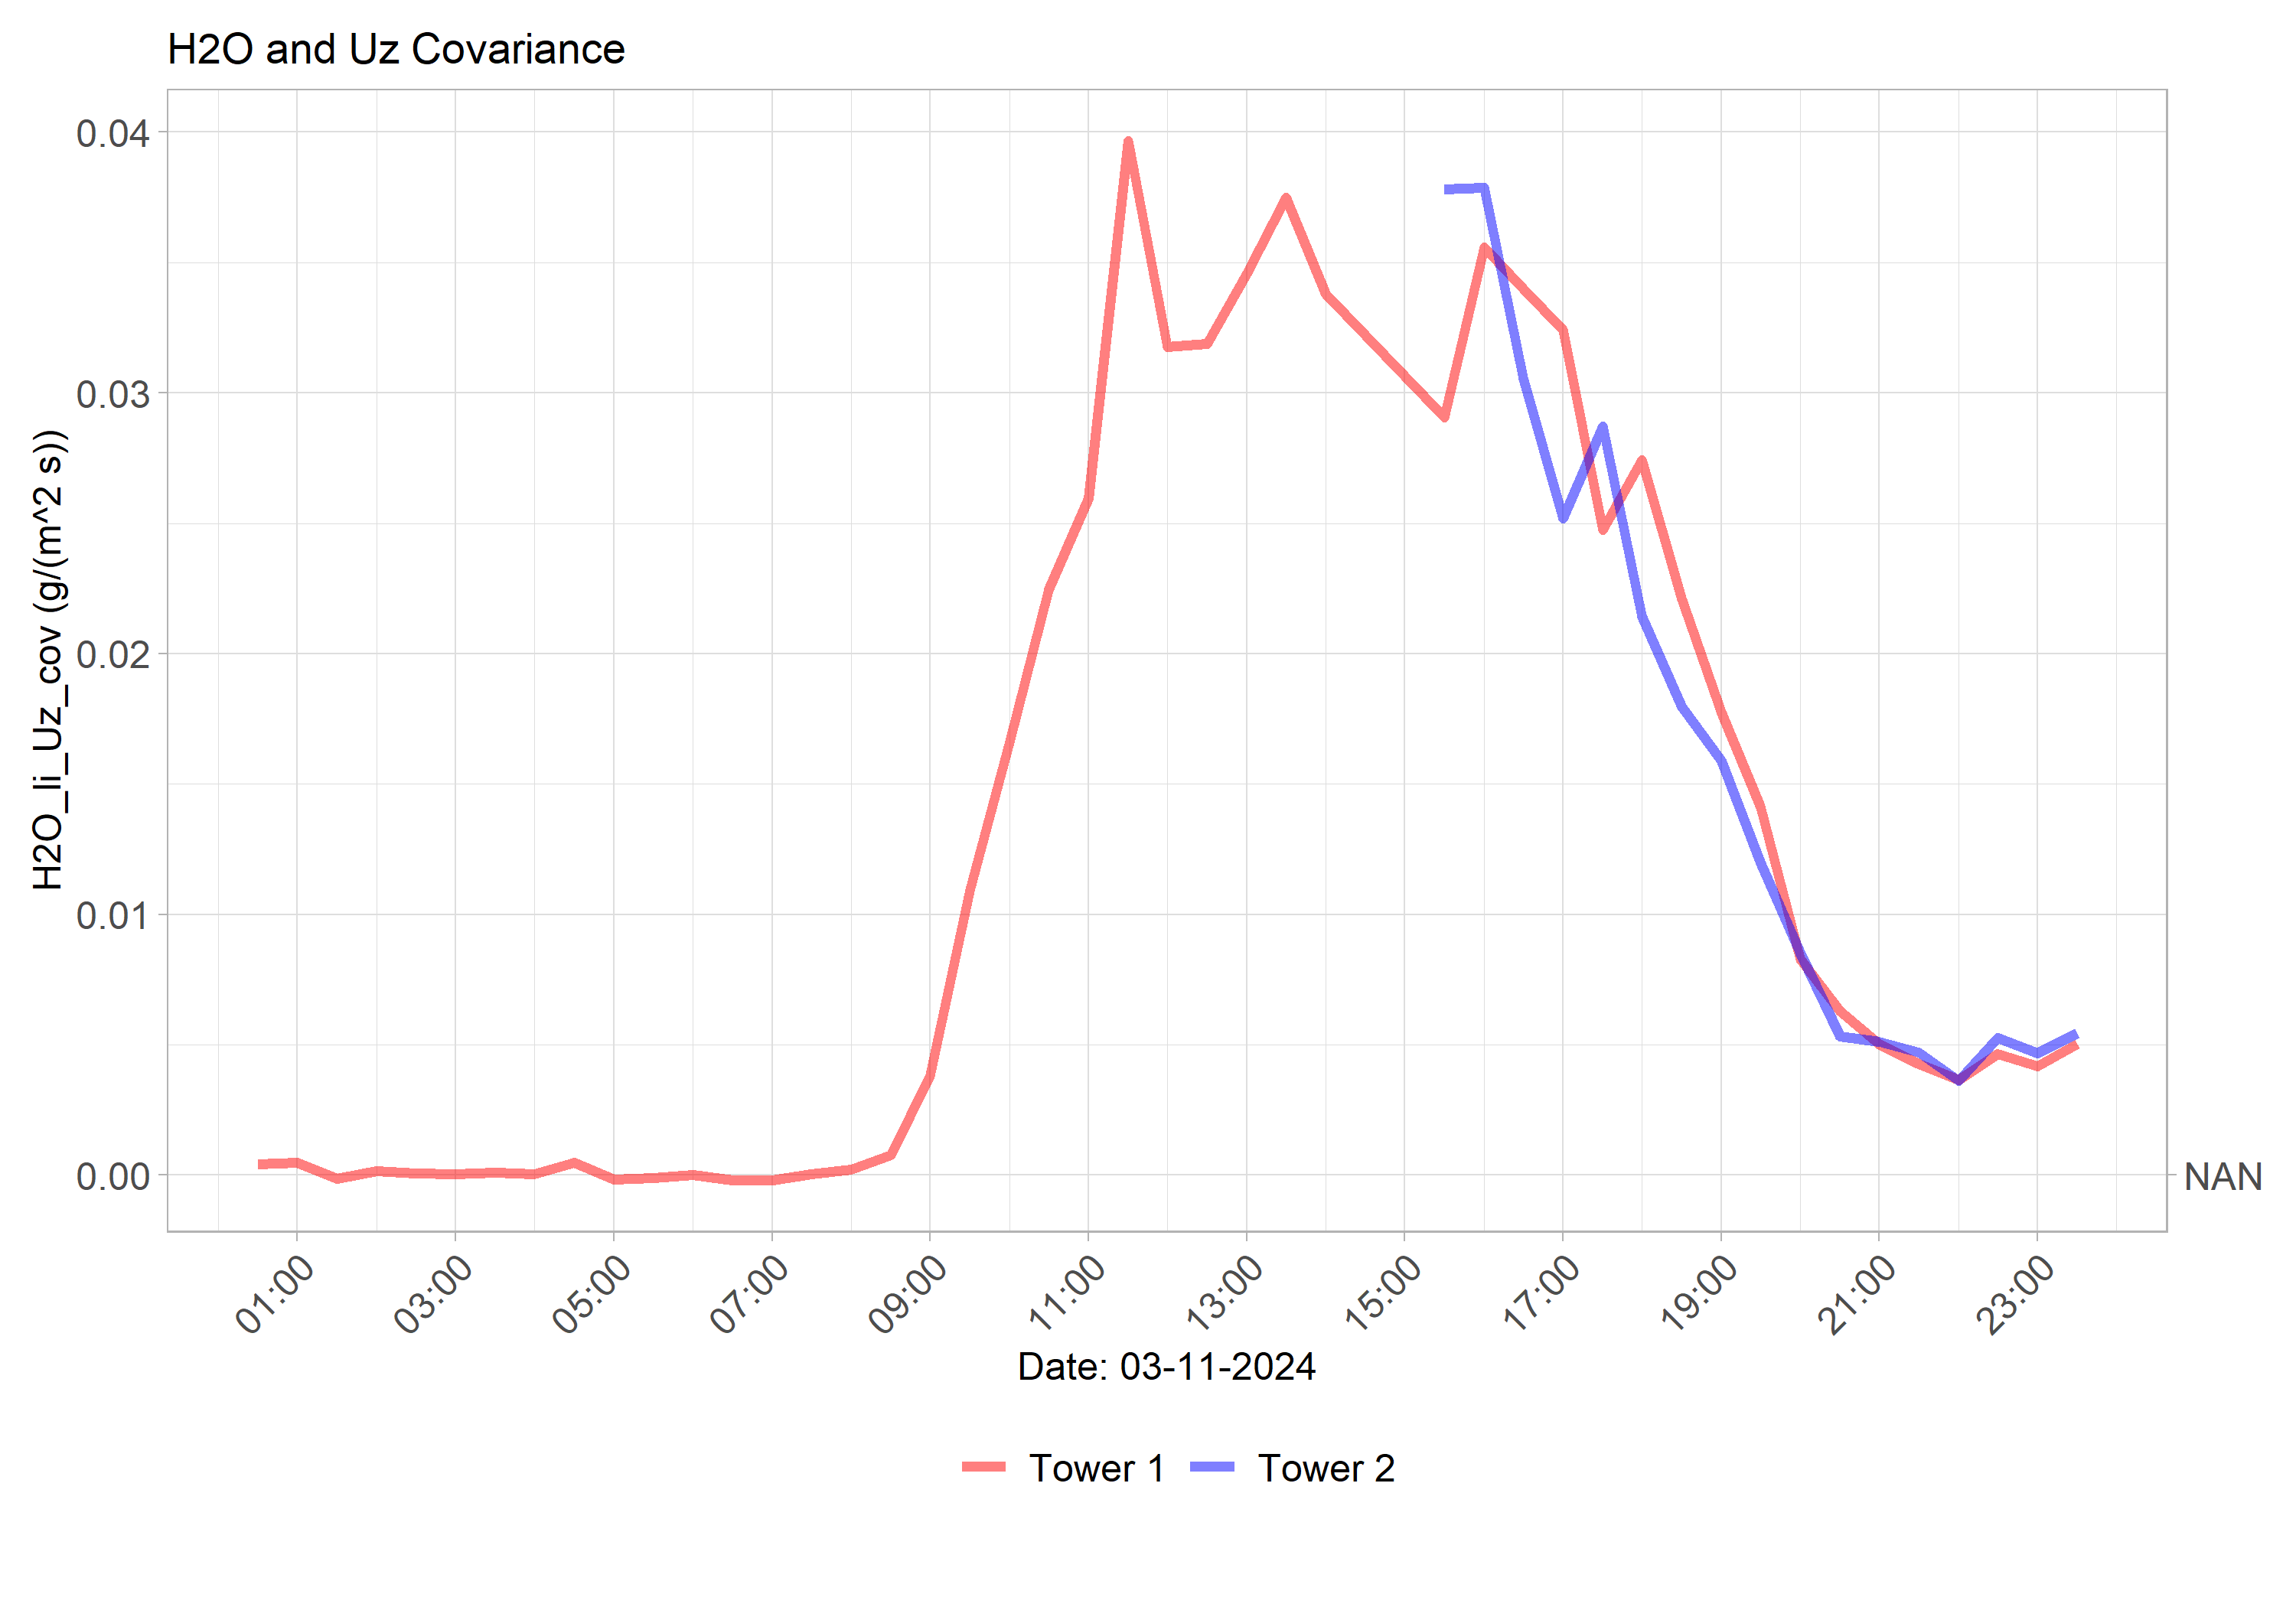 H2O and Uz Covariance
H2O_li_Uz_cov (g/(m^2 s))
0.04
0.03
0.02
0.01
0.00
NAN
01:00
03:00
05:00
07:00
09:00
11:00
13:00
15:00
17:00
19:00
21:00
23:00
Date: 03-11-2024
Tower 1
Tower 2